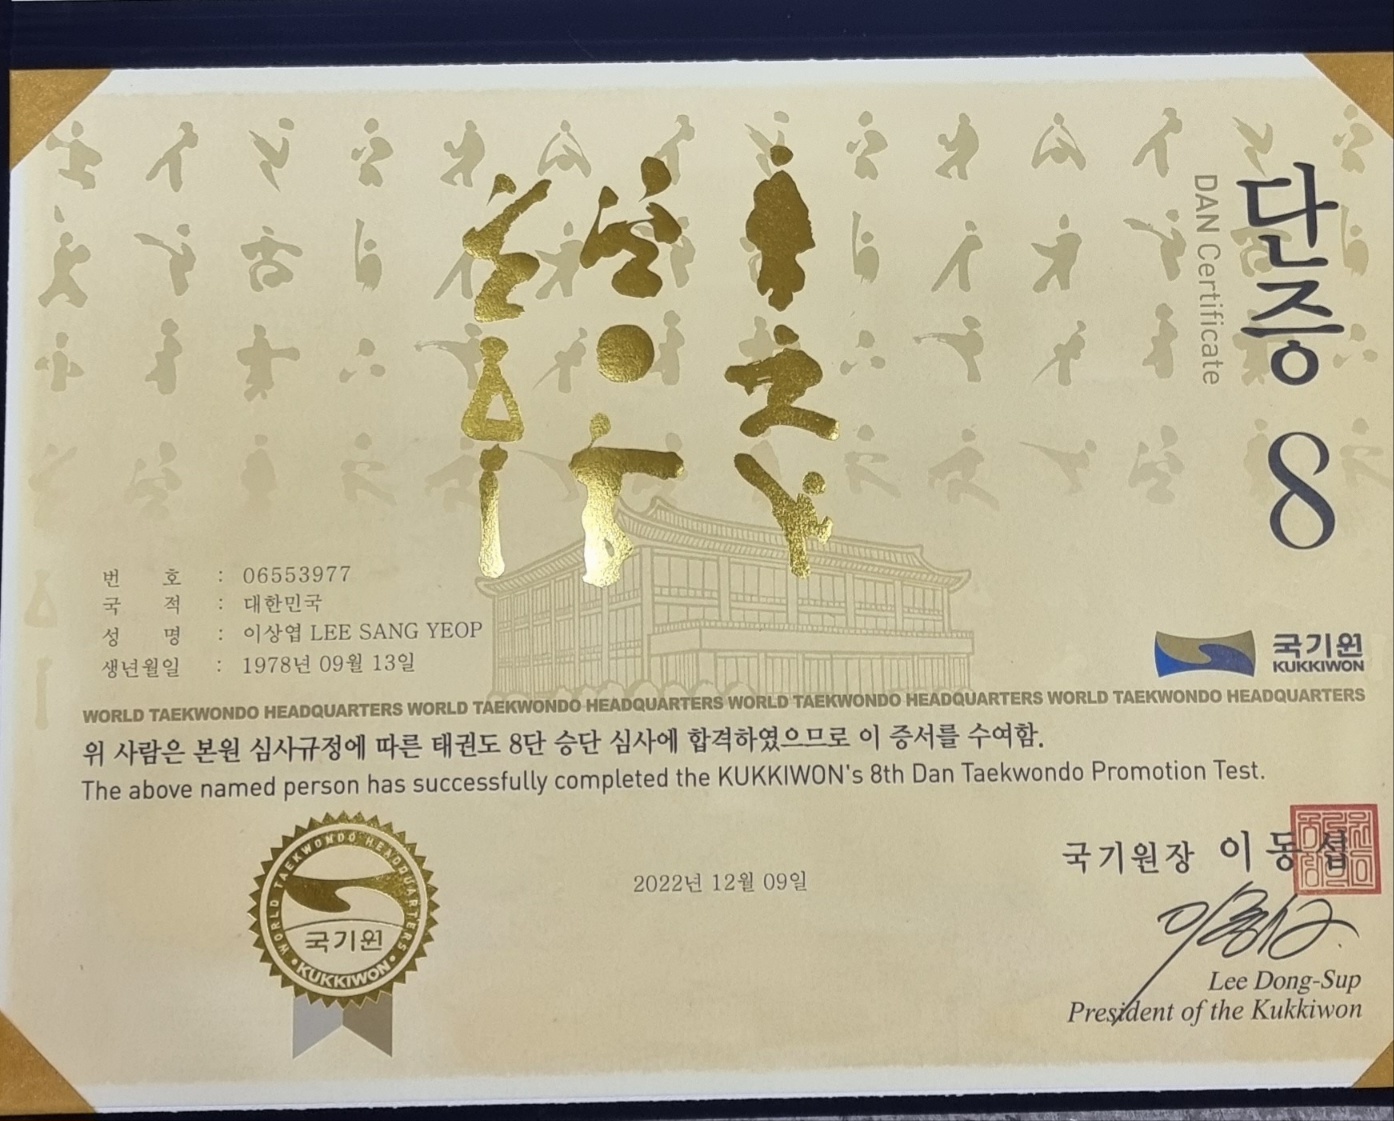 단증 8
DAN Certificate
번 호 : 06553977
국 적 : 대한민국
성 명 : 이상엽 LEE SANG YEOP
생년월일 : 1978년 09월 13일
국기원
KUKKIWON
WORLD TAEKWONDO HEADQUARTERS WORLD TAEKWONDO HEADQUARTERS WORLD TAEKWONDO HEADQUARTERS WORLD TAEKWONDO HEADQUARTERS
위 사람은 본원 심사규정에 따른 태권도 8단 승단 심사에 합격하였으므로 이 증서를 수여함.
The above named person has successfully completed the KUKKIWON's 8th Dan Taekwondo Promotion Test.
WORLD TAEKWONDO HEADQUARTERS
국기원
KUKKIWON
2022년 12월 09일
국기원장 이동섭
Lee Dong-Sup
President of the Kukkiwon